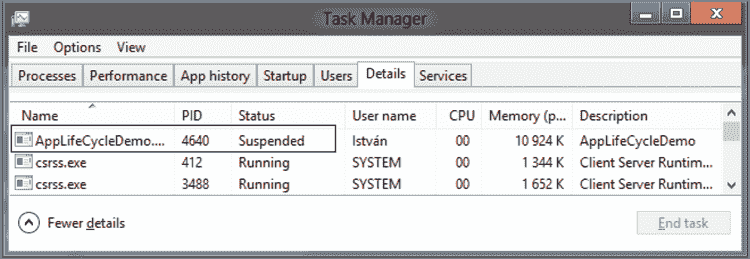 Task Manager
File Options View
Processes Performance App history Startup Users Details Services
Name PID Status User name CPU Memory (p... Description
AppLifeCycleDemo.... 4640 Suspended István 00 10 924 K AppLifeCycleDemo
csrss.exe 412 Running SYSTEM 00 1 344 K Client Server Runtim...
csrss.exe 3488 Running SYSTEM 00 1 652 K Client Server Runtim...
Fewer details End task